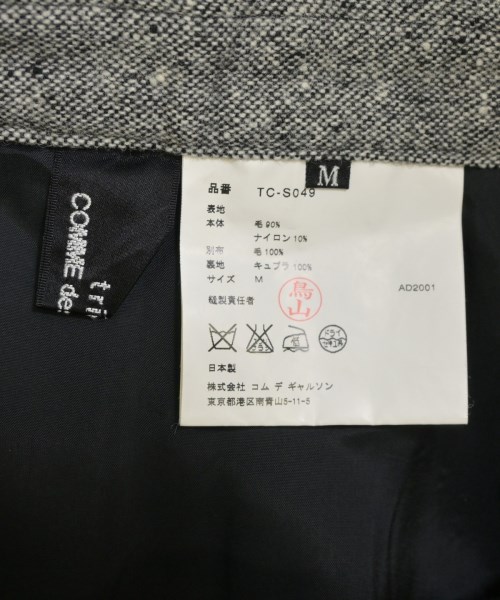 COMME des
M
品番 TC-S049
表地
本体 毛 90%
ナイロン 10%
別布 毛 100%
裏地 キュプラ 100%
サイズ M
AD2001
縫製責任者 鳥山
日本製
株式会社 コム デ ギャルソン
東京都港区南青山5-11-5